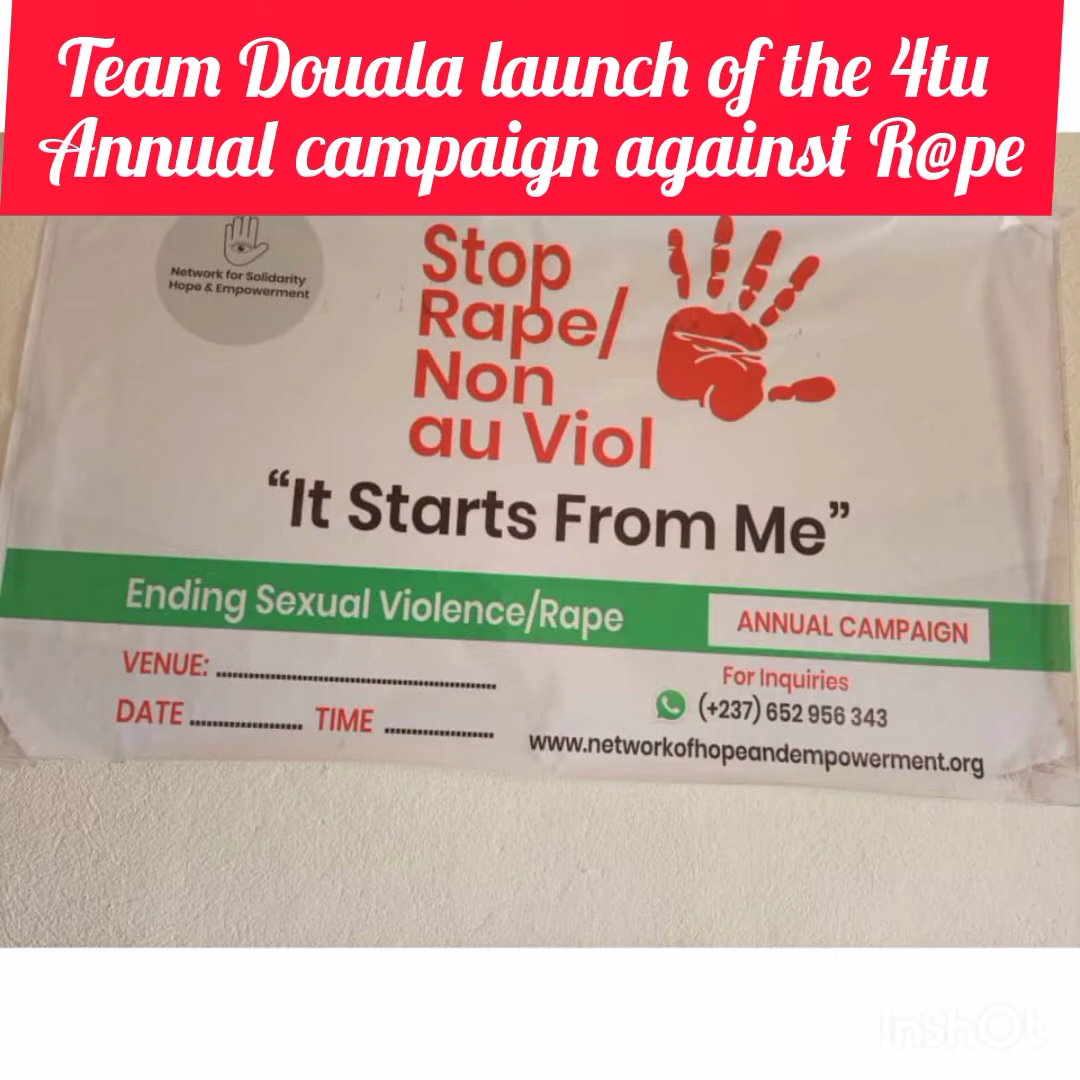 Team Douala launch of the 4tu
Annual campaign against R@pe
Network for Solidarity
Hope & Empowerment
Stop
Rape/
Non
au Viol
“It Starts From Me”
Ending Sexual Violence/Rape
ANNUAL CAMPAIGN
VENUE: ................................................
DATE .................... TIME ....................
For Inquiries
(+237) 652 956 343
www.networkofhopeandempowerment.org
InShOt